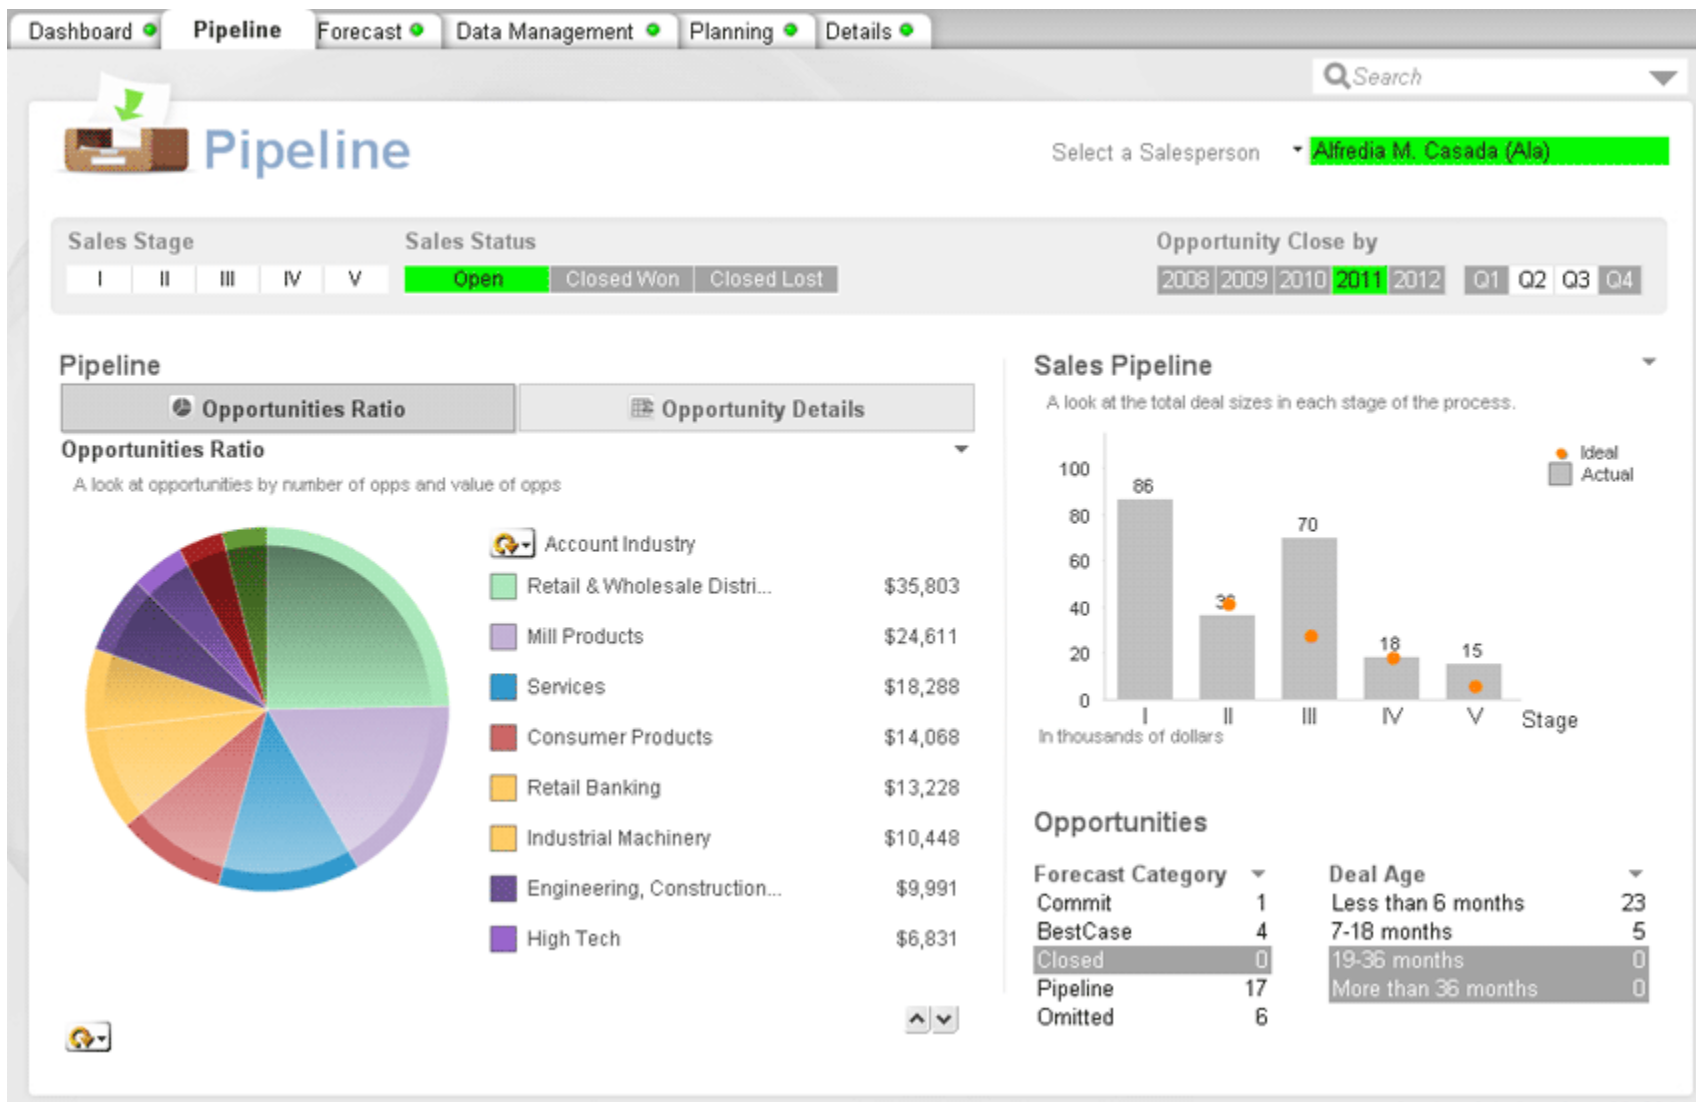 Dashboard Pipeline Forecast Data Management Planning Details
Search
Pipeline
Select a Salesperson Alfredia M. Casada (Ala)
Sales Stage Sales Status Opportunity Close by
I II III IV V Open Closed Won Closed Lost 2008 2009 2010 2011 2012 Q1 Q2 Q3 Q4
Pipeline
Opportunities Ratio Opportunity Details
Opportunities Ratio
A look at opportunities by number of opps and value of opps
Account Industry
Retail & Wholesale Distri... $35,803
Mill Products $24,611
Services $18,288
Consumer Products $14,068
Retail Banking $13,228
Industrial Machinery $10,448
Engineering, Construction... $9,991
High Tech $6,831
Sales Pipeline
A look at the total deal sizes in each stage of the process.
Ideal
Actual
100
80
60
40
20
0
86
70
18
15
I II III IV V Stage
In thousands of dollars
Opportunities
Forecast Category
Commit 1
BestCase 4
Closed 0
Pipeline 17
Omitted 6
Deal Age
Less than 6 months 23
7-18 months 5
19-36 months 0
More than 36 months 0